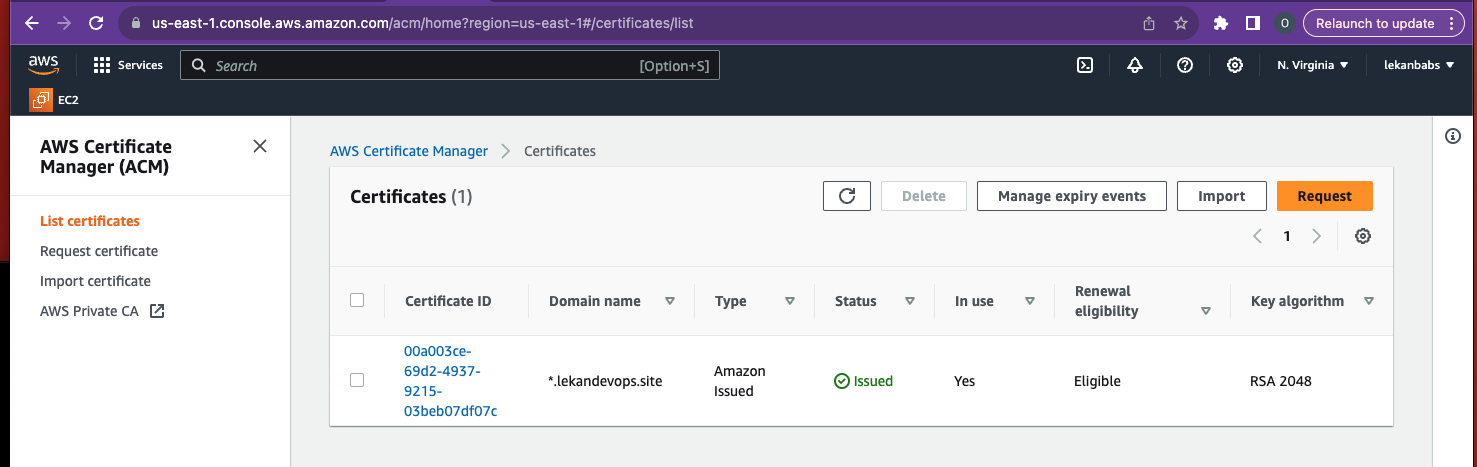 us-east-1.console.aws.amazon.com/acm/home?region=us-east-1#/certificates/list
O
Relaunch to update
aws
Services
Search
[Option+S]
N. Virginia
lekanbabs
EC2
AWS Certificate
Manager (ACM)
List certificates
Request certificate
Import certificate
AWS Private CA
AWS Certificate Manager
Certificates
Certificates (1)
Delete
Manage expiry events
Import
Request
1
Certificate ID
Domain name
Type
Status
In use
Renewal
eligibility
Key algorithm
00a003ce-
69d2-4937-
9215-
03beb07df07c
*.lekandevops.site
Amazon
Issued
Issued
Yes
Eligible
RSA 2048